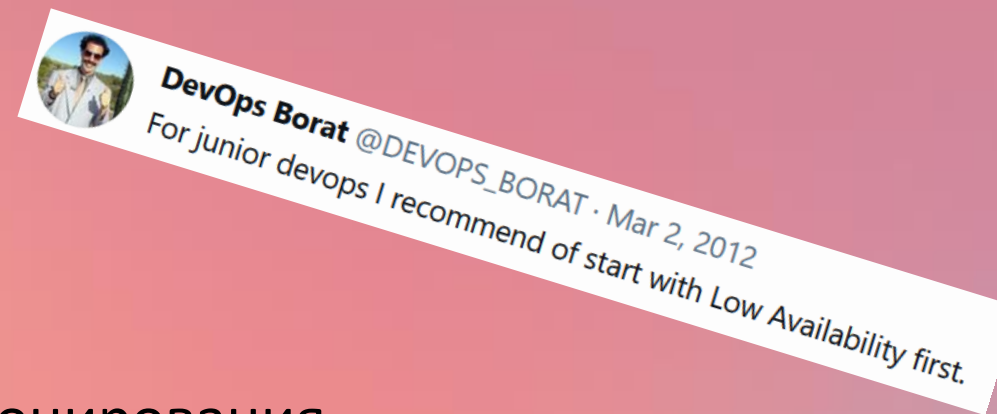 DevOps Borat @DEVOPS_BORAT · Mar 2, 2012
For junior devops I recommend of start with Low Availability first.